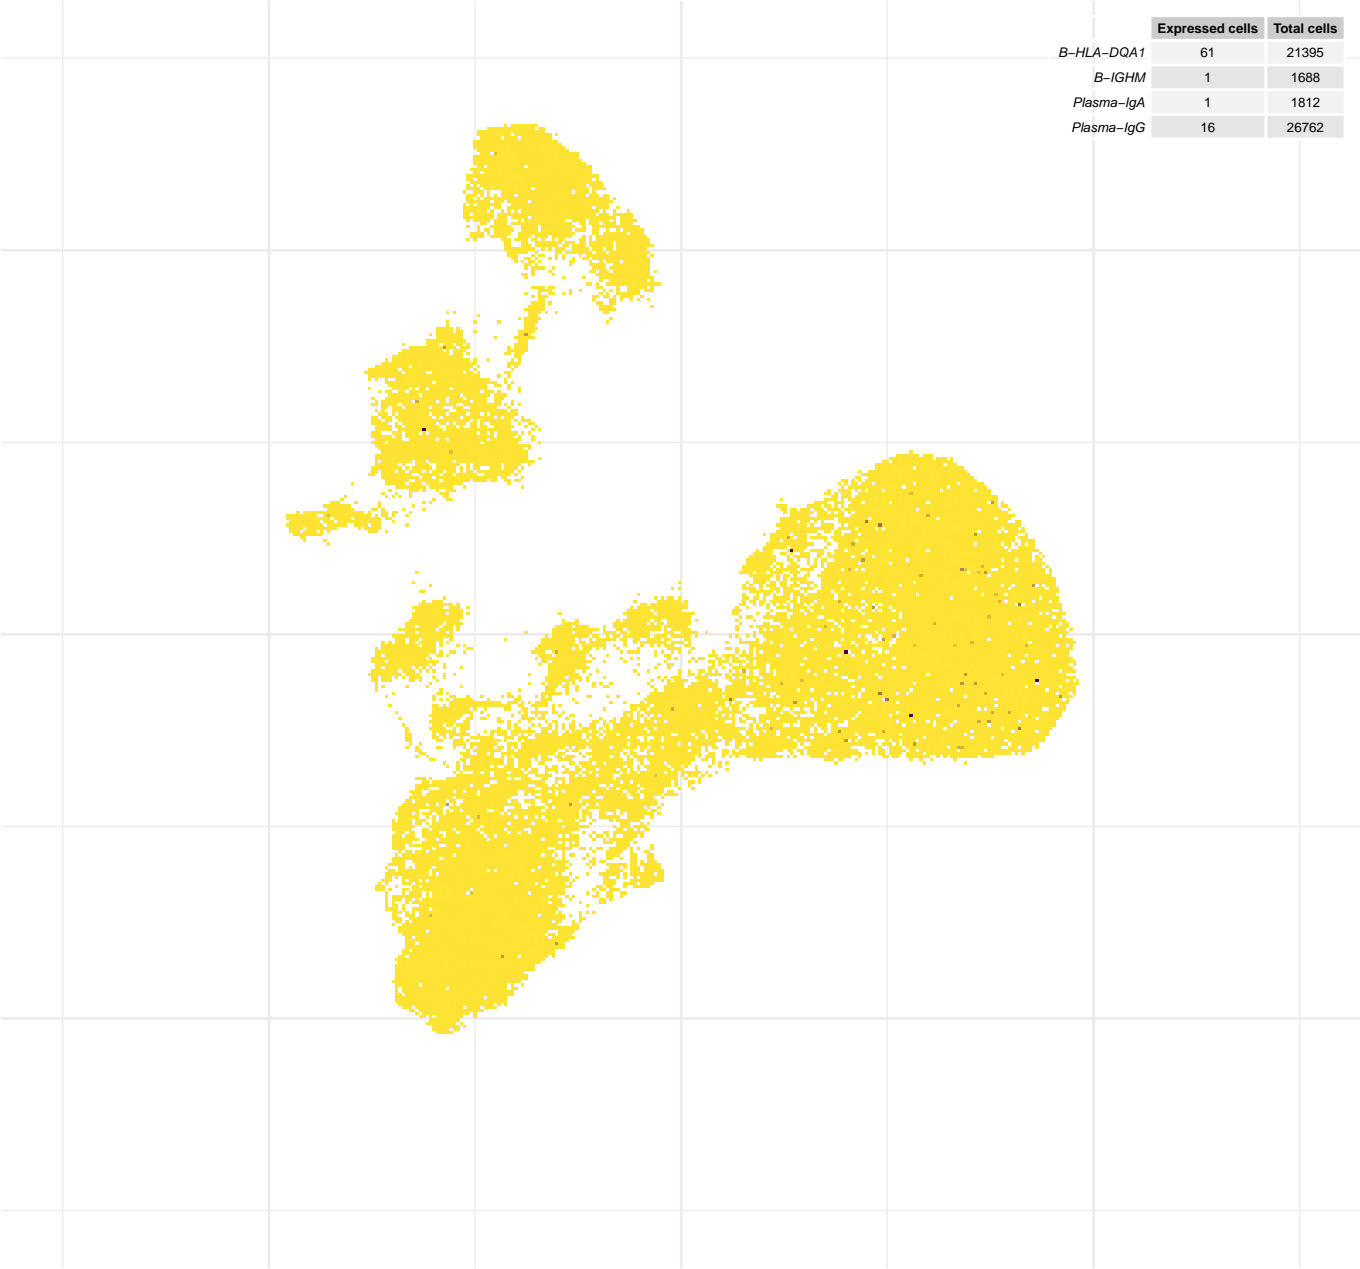 Expressed cells Total cells
B−HLA−DQA1 61 21395
B−IGHM 1 1688
Plasma−IgA 1 1812
Plasma−IgG 16 26762